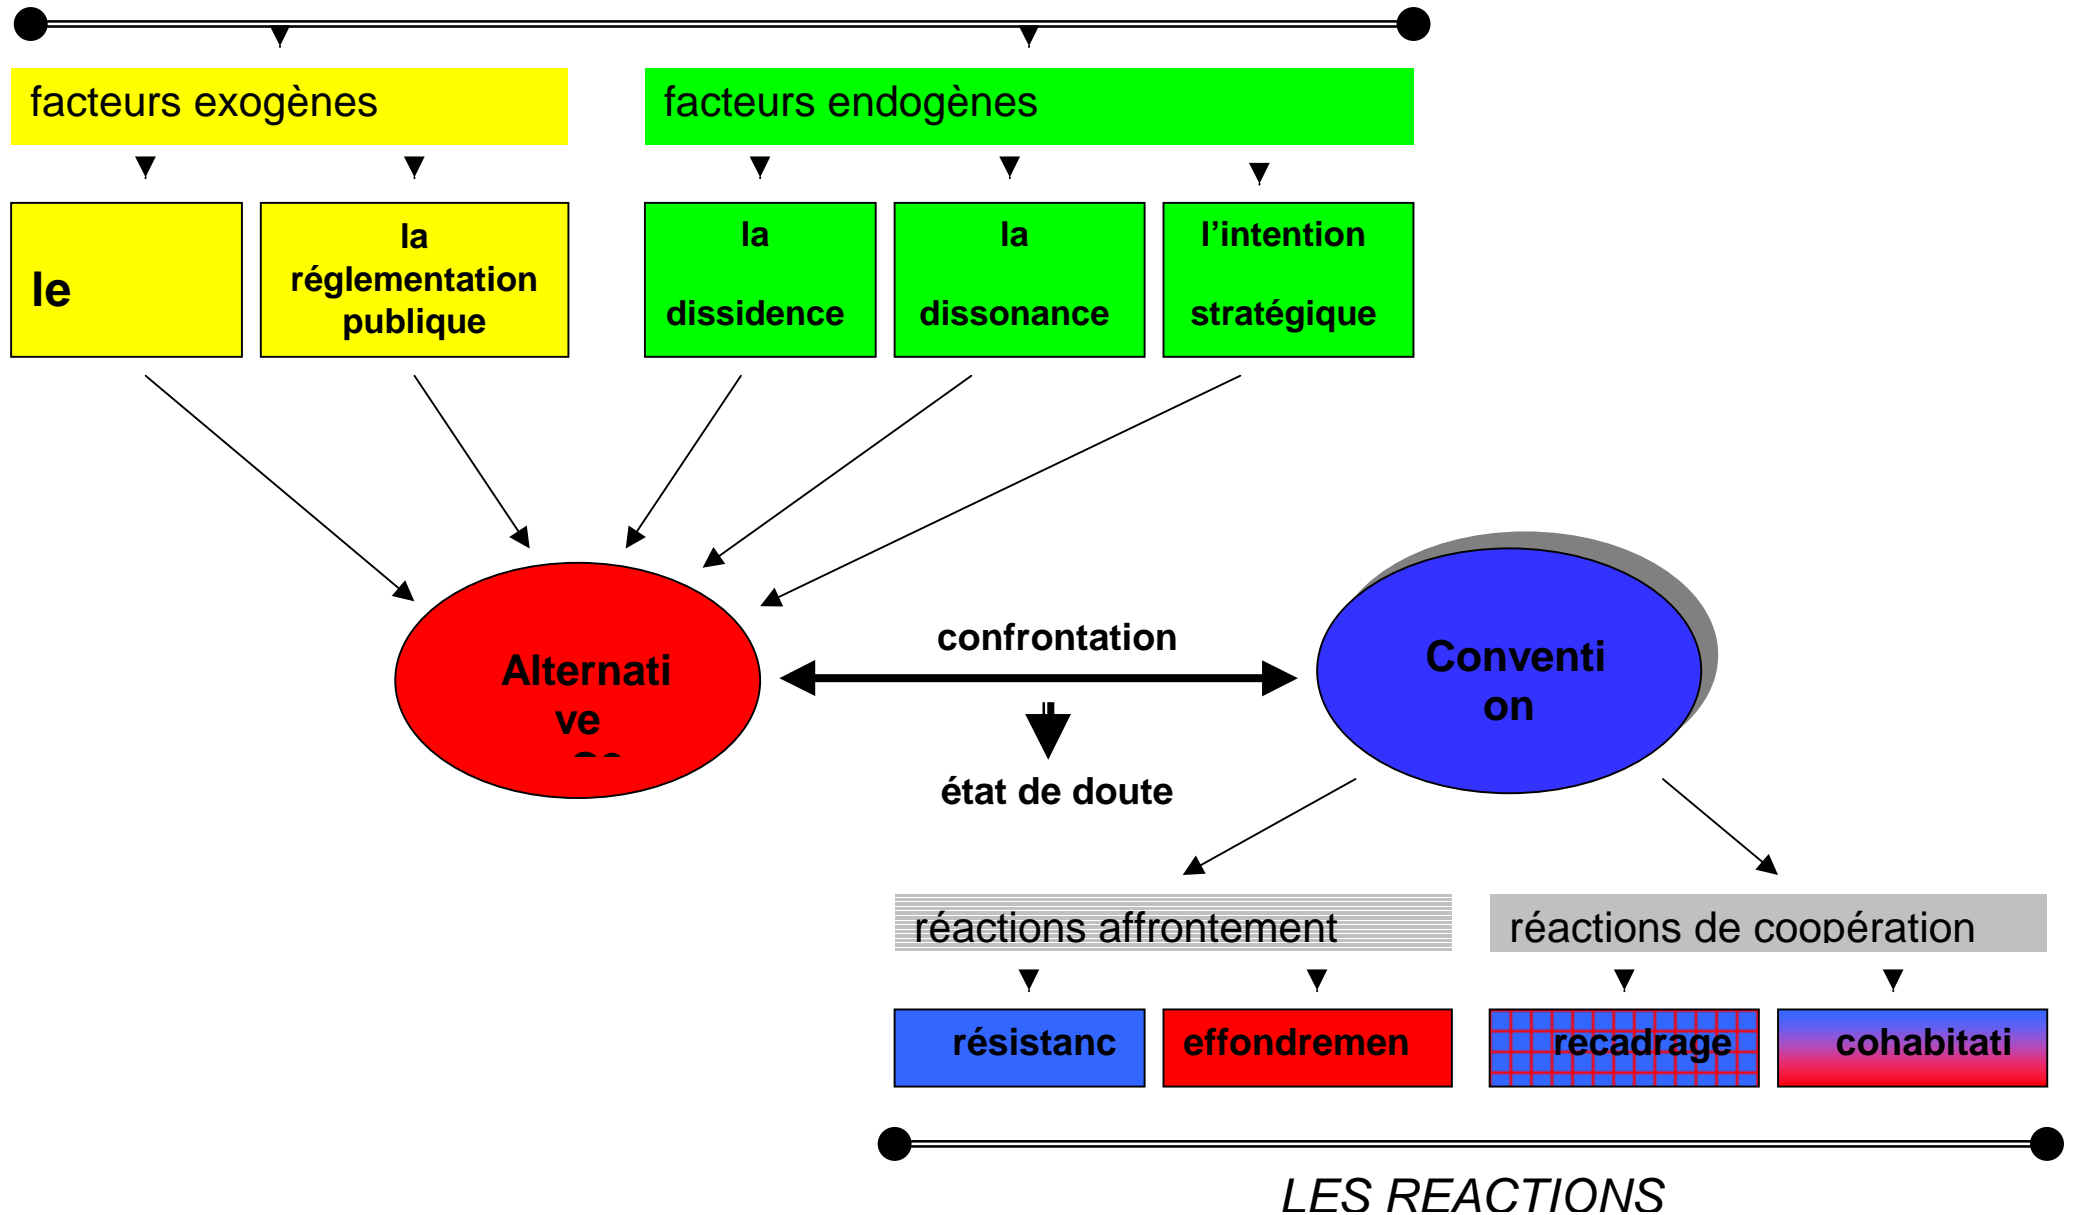 facteurs exogènes
facteurs endogènes
le
la
réglementation
publique
la
dissidence
la
dissonance
l’intention
stratégique
Alternati
ve
confrontation
Conventi
on
état de doute
réactions affrontement
réactions de coopération
résistanc
effondremen
recadrage
cohabitati
LES REACTIONS